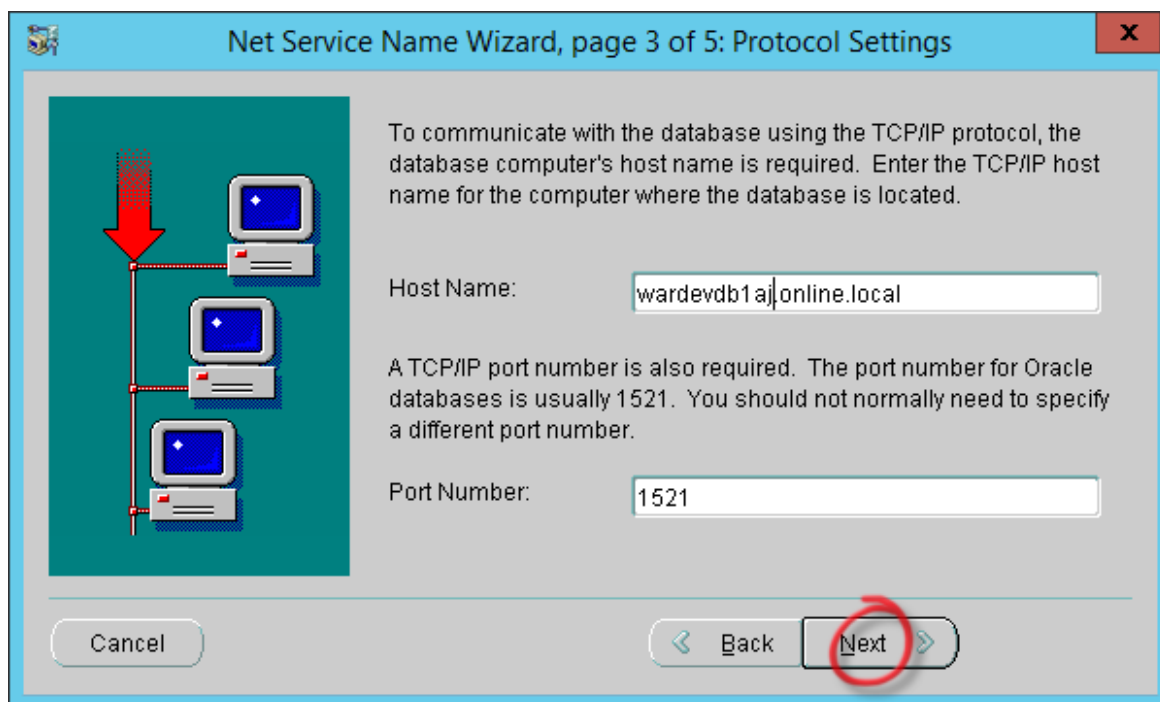 Net Service Name Wizard, page 3 of 5: Protocol Settings
x
To communicate with the database using the TCP/IP protocol, the
database computer's host name is required. Enter the TCP/IP host
name for the computer where the database is located.
Host Name:
wardevdb1aj.online.local
A TCP/IP port number is also required. The port number for Oracle
databases is usually 1521. You should not normally need to specify
a different port number.
Port Number:
1521
Cancel
Back
Next